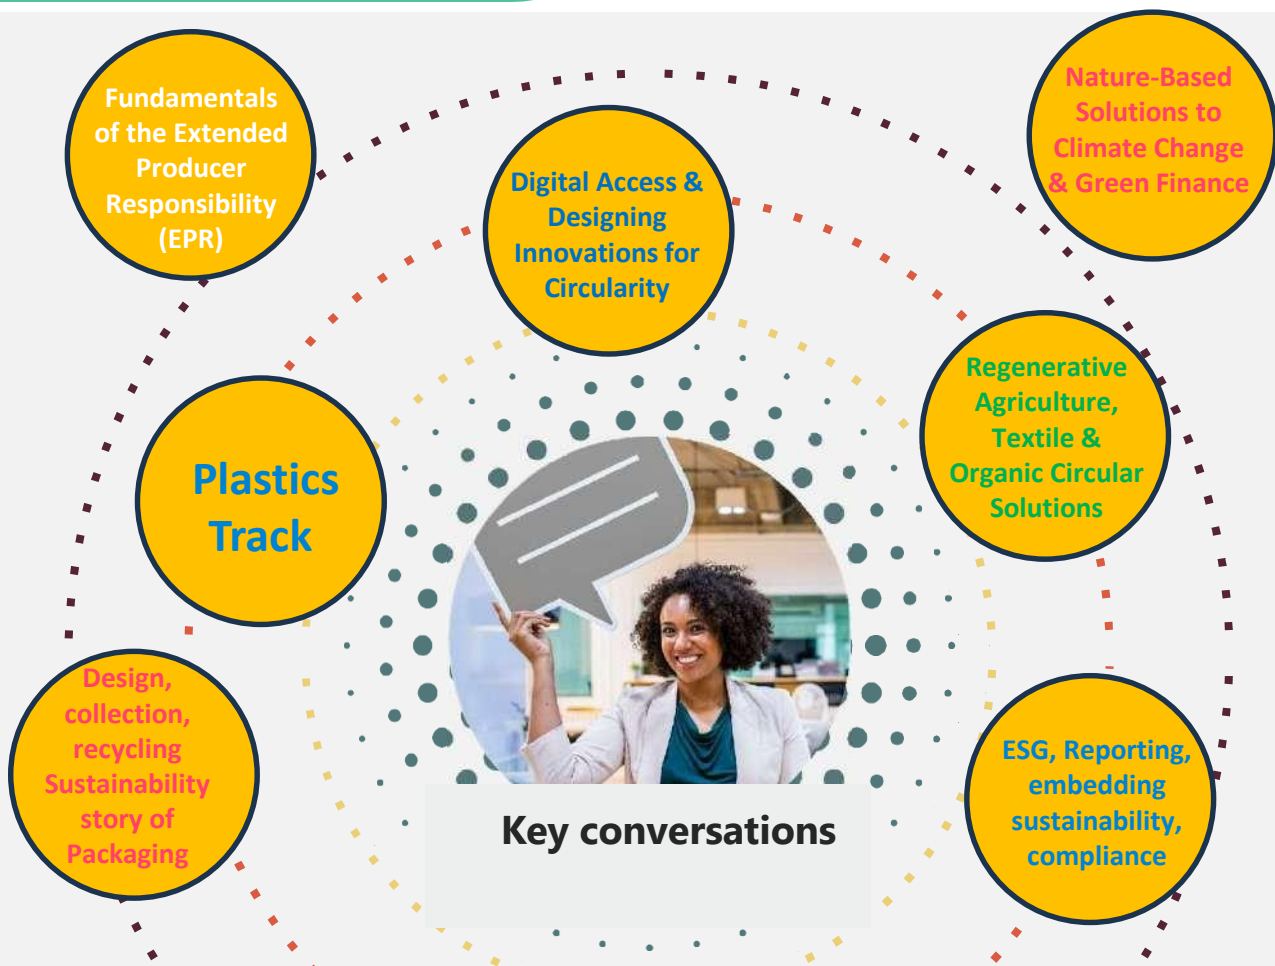 Fundamentals
of the Extended
Producer
Responsibility
(EPR)
Nature-Based
Solutions to
Climate Change
& Green Finance
Digital Access &
Designing
Innovations for
Circularity
Regenerative
Agriculture,
Textile &
Organic Circular
Solutions
Plastics
Track
Design,
collection,
recycling
Sustainability
story of
Packaging
ESG, Reporting,
embedding
sustainability,
compliance
Key conversations